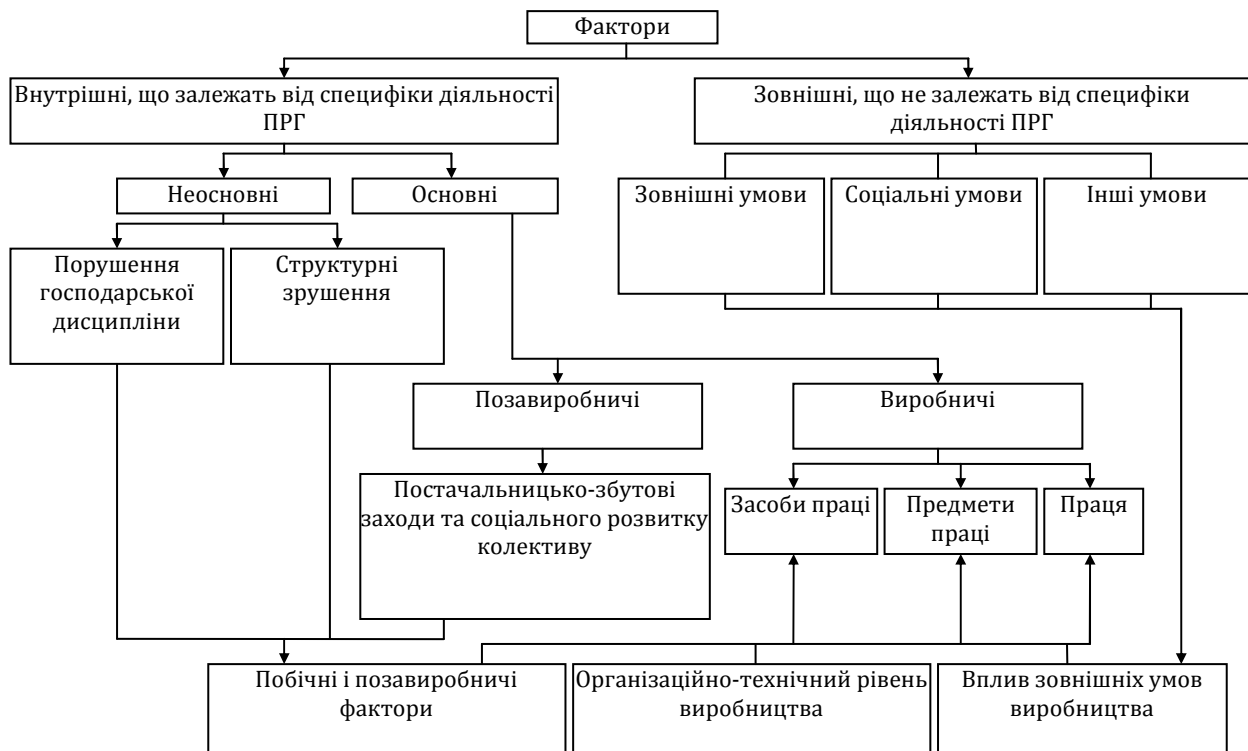 Фактори
Внутрішні, що залежать від специфіки діяльності
ПРГ
Зовнішні, що не залежать від специфіки
діяльності ПРГ
Неосновні
Основні
Зовнішні умови
Соціальні умови
Інші умови
Порушення
господарської
дисципліни
Структурні
зрушення
Позавиробничі
Виробничі
Постачальницько-збутові
заходи та соціального розвитку
колективу
Засоби праці
Предмети
праці
Праця
Побічні і позавиробничі
фактори
Організаційно-технічний рівень
виробництва
Вплив зовнішніх умов
виробництва